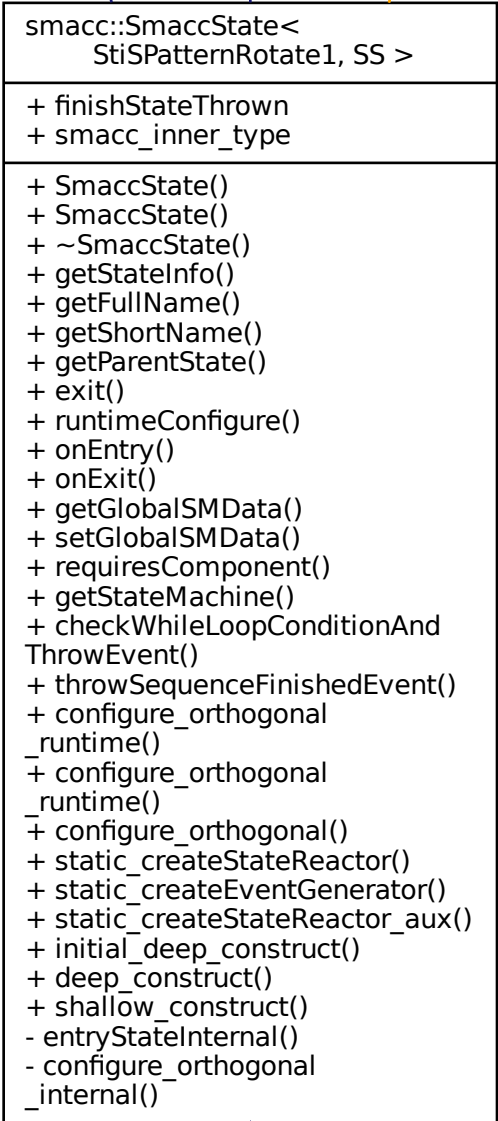 smacc::SmaccState<
StiSPatternRotate1, SS >
+ finishStateThrown
+ smacc_inner_type
+ SmaccState()
+ SmaccState()
+ ~SmaccState()
+ getStateInfo()
+ getFullName()
+ getShortName()
+ getParentState()
+ exit()
+ runtimeConfigure()
+ onEntry()
+ onExit()
+ getGlobalSMData()
+ setGlobalSMData()
+ requiresComponent()
+ getStateMachine()
+ checkWhileLoopConditionAnd
ThrowEvent()
+ throwSequenceFinishedEvent()
+ configure_orthogonal
_runtime()
+ configure_orthogonal
_runtime()
+ configure_orthogonal()
+ static_createStateReactor()
+ static_createEventGenerator()
+ static_createStateReactor_aux()
+ initial_deep_construct()
+ deep_construct()
+ shallow_construct()
- entryStateInternal()
- configure_orthogonal
_internal()